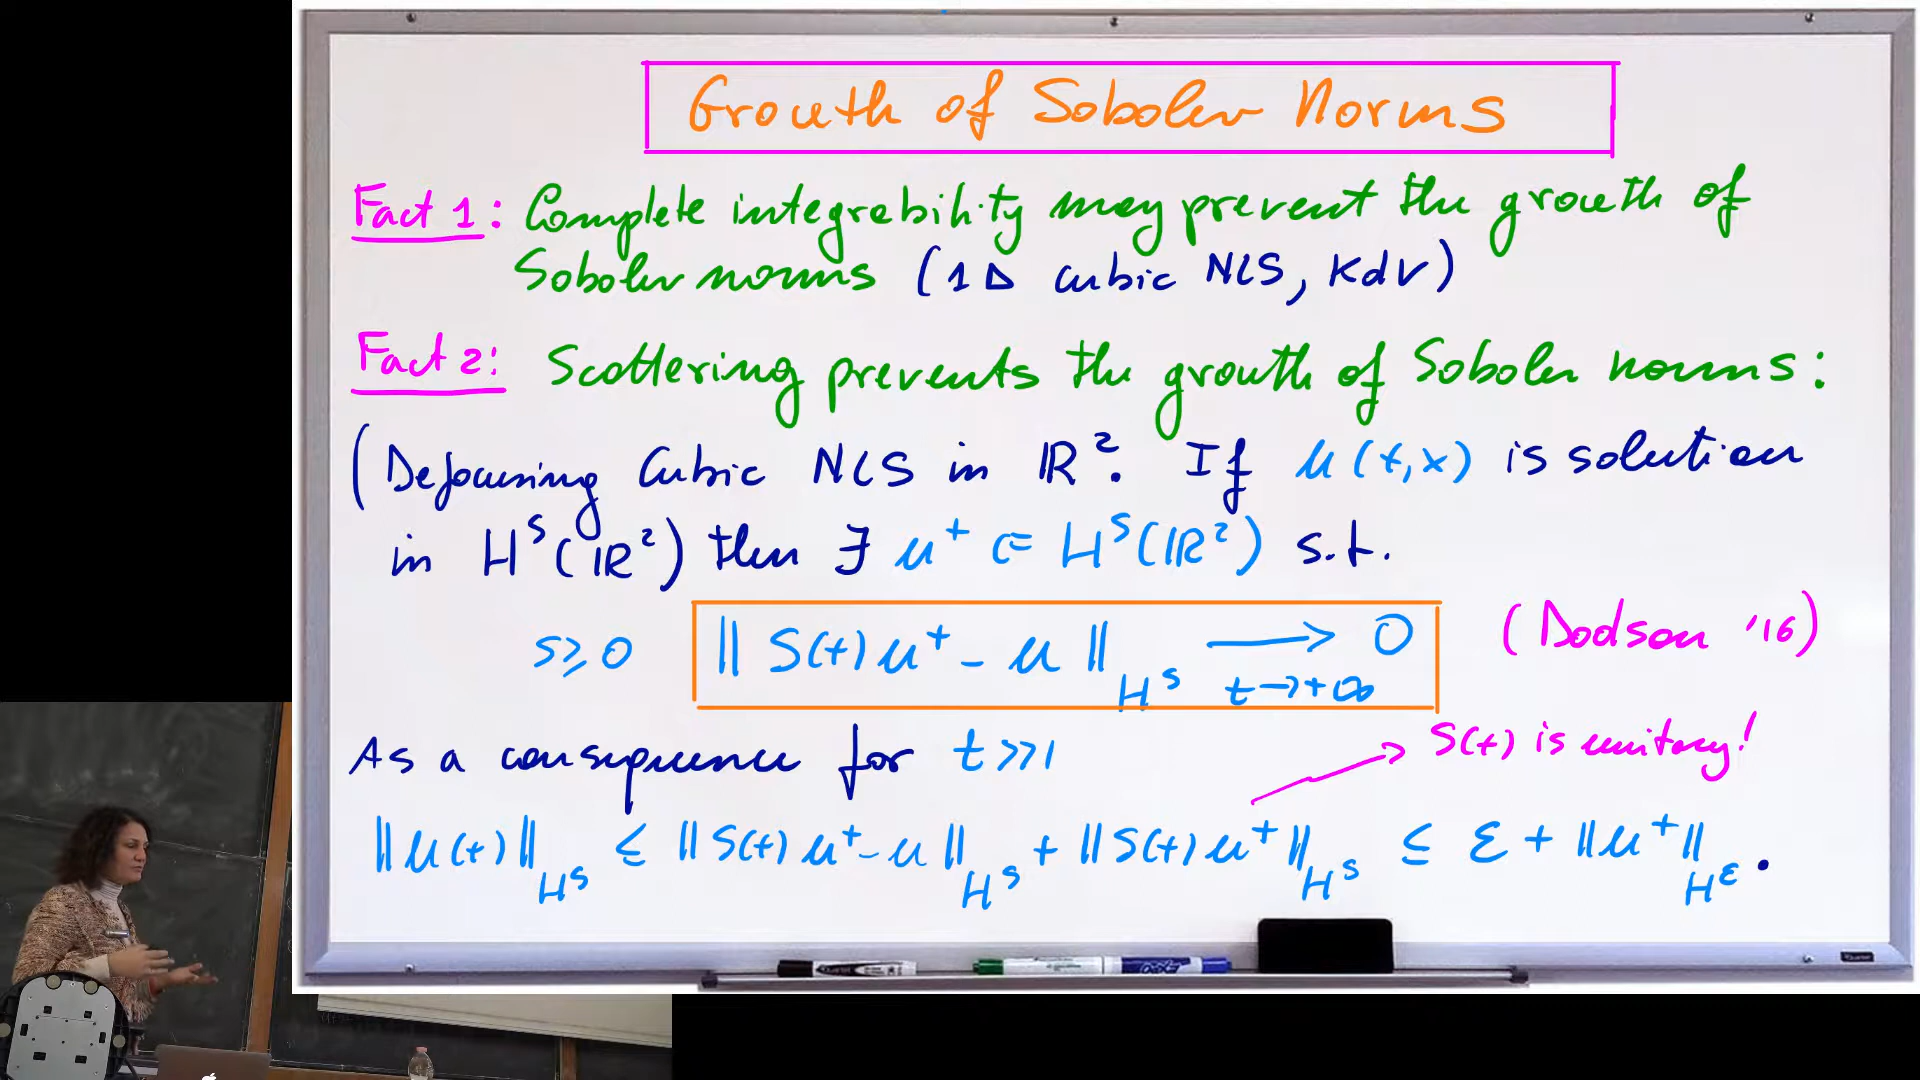 Growth of Sobolev Norms
Fact 1: Complete integrability may prevent the growth of
Sobolev norms (1D cubic NLS, KdV)
Fact 2: Scattering prevents the growth of Sobolev norms:
(Defocusing Cubic NLS in ℝ². If u(t,x) is solution
in Hˢ(ℝ²) then ∃ u⁺ ∈ Hˢ(ℝ²) s.t.
s ≥ 0 || S(t)u⁺ - u ||_{H^s} → 0 (Dodson '16)
t→+∞
As a consequence for t>>1 → S(t) is unitary!
||u(t)||_{H^s} ≤ ||S(t)u⁺-u||_{H^s} + ||S(t)u⁺||_{H^s} ≤ ε + ||u⁺||_{H^ε}.